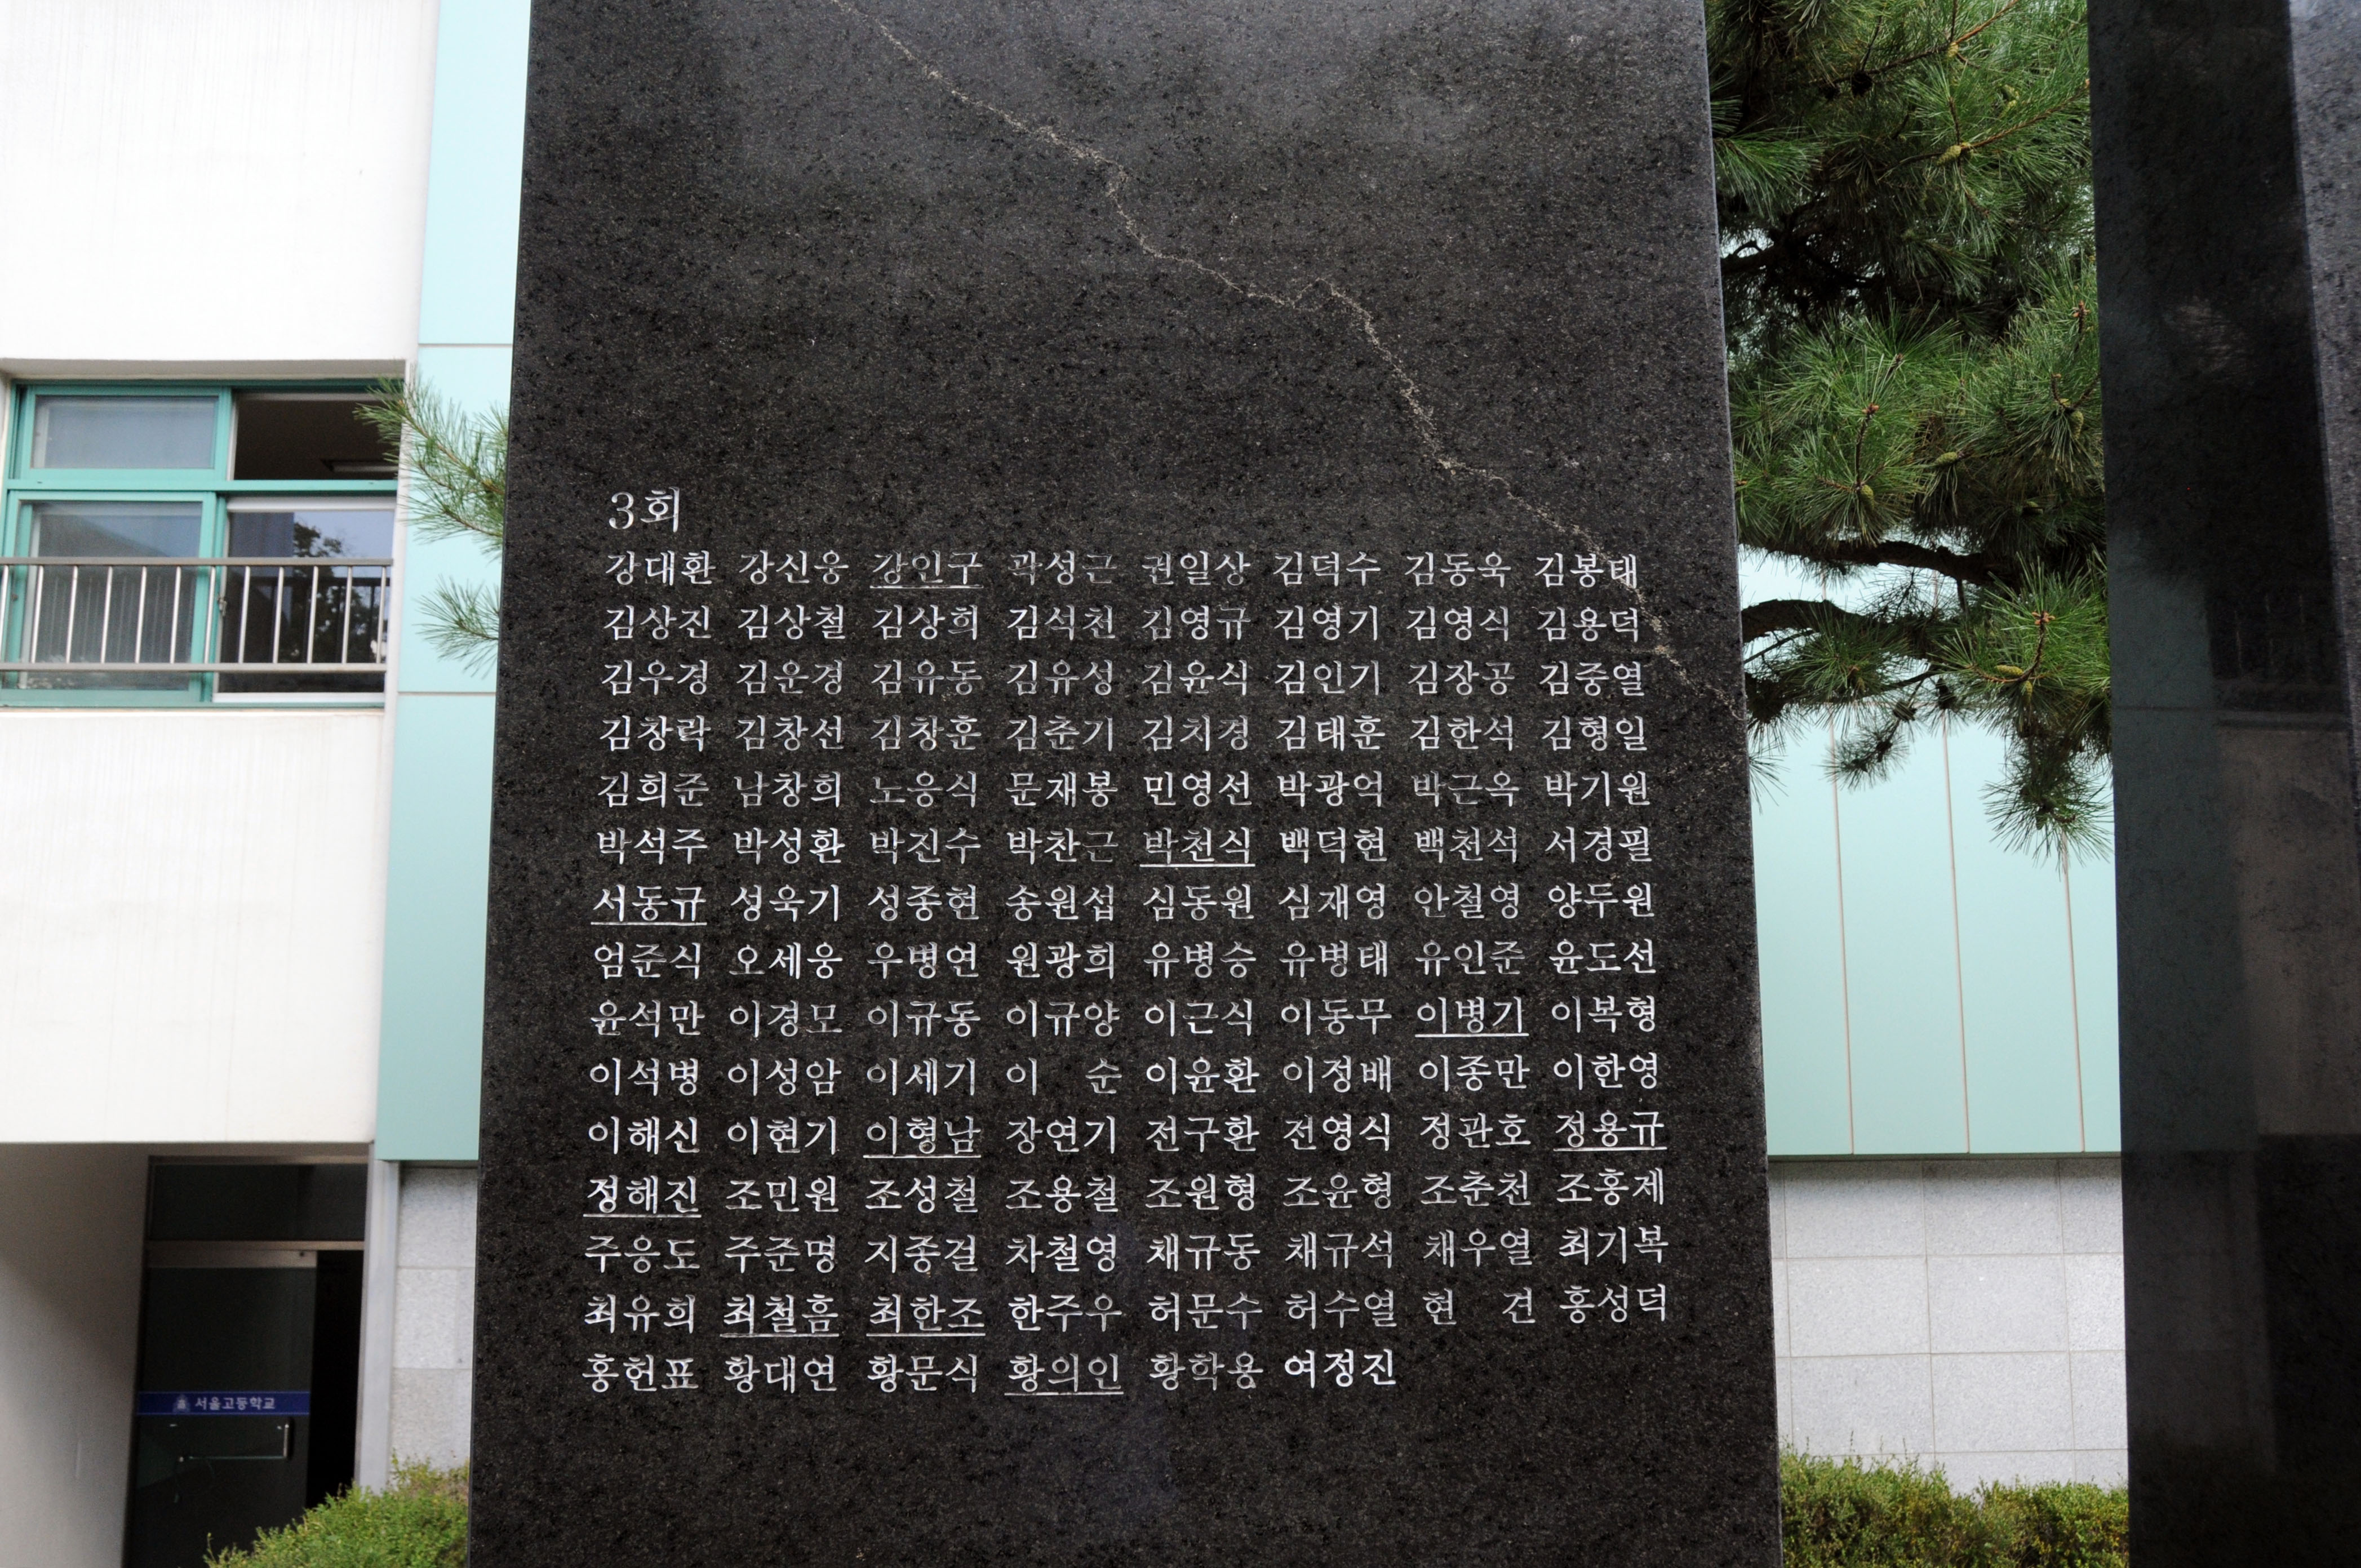 3회
강대환 강신웅 강인구 곽성근 권일상 김덕수 김동욱 김봉태
김상진 김상철 김상희 김석천 김영규 김영기 김영식 김용덕
김우경 김운경 김유동 김유성 김윤식 김인기 김장공 김중열
김창락 김창선 김창훈 김춘기 김치경 김태훈 김한석 김형일
김희준 남창희 노응식 문재봉 민영선 박광억 박근옥 박기원
박석주 박성환 박진수 박찬근 박천식 백덕현 백천석 서경필
서동규 성욱기 성종현 송원섭 심동원 심재영 안철영 양두원
엄준식 오세웅 우병연 원광희 유병승 유병태 유인준 윤도선
윤석만 이경모 이규동 이규양 이근식 이동무 이병기 이복형
이석병 이성암 이세기 이 순 이윤환 이정배 이종만 이한영
이해신 이현기 이형남 장연기 전구환 전영식 정관호 정용규
정해진 조민원 조성철 조용철 조원형 조윤형 조춘천 조흥제
주응도 주준명 지종걸 차철영 채규동 채규석 채우열 최기복
최유희 최철흠 최한조 한주우 허문수 허수열 현 견 홍성덕
홍헌표 황대연 황문식 황의인 황학용 여정진
서울고등학교